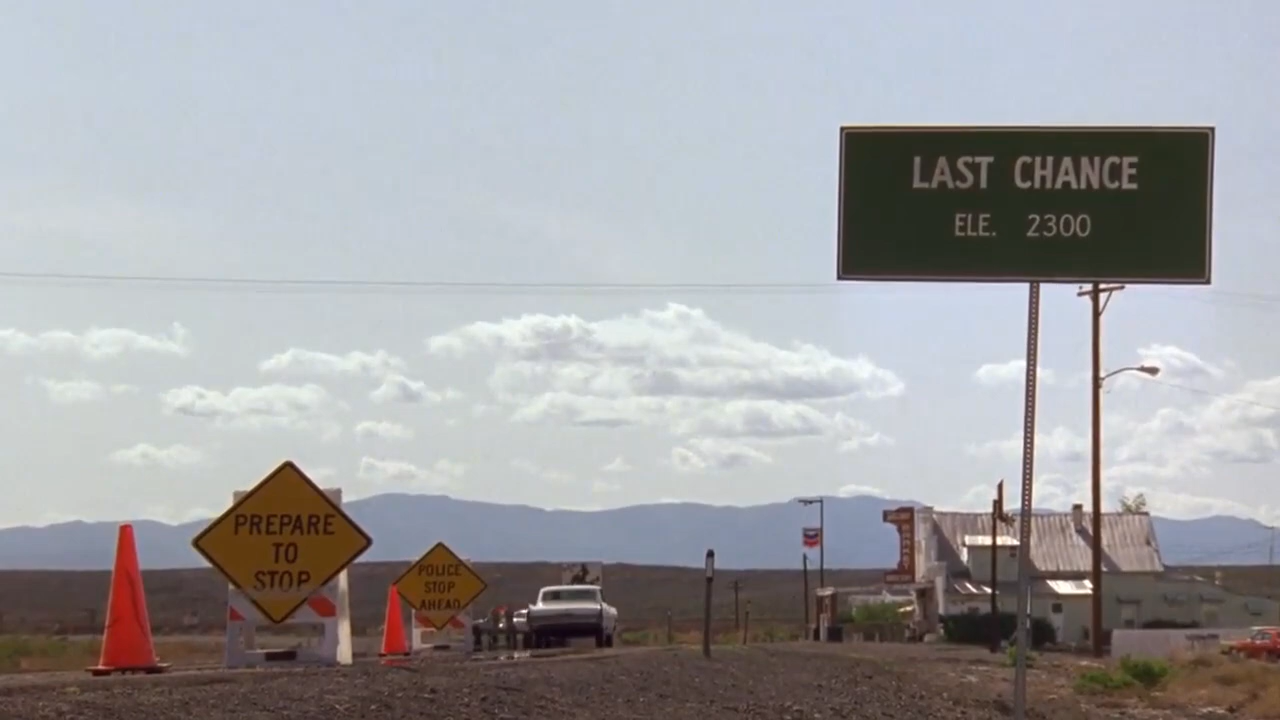 LAST CHANCE
ELE. 2300
PREPARE
TO
STOP
POLICE
STOP
AHEAD